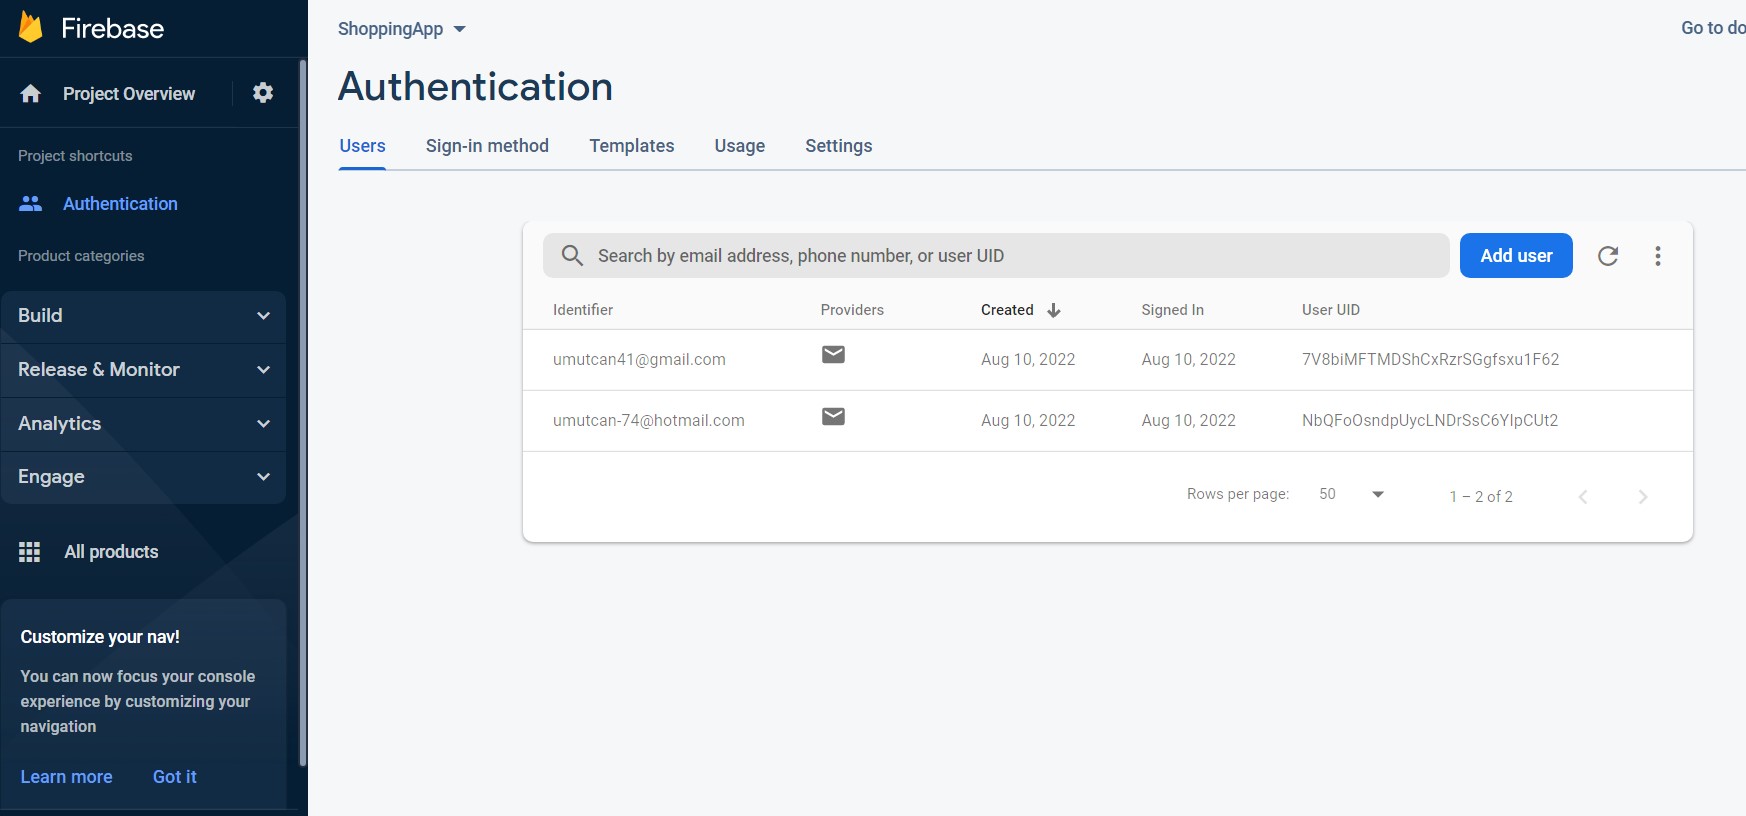 Firebase
Project Overview
Project shortcuts
Authentication
Product categories
Build
Release & Monitor
Analytics
Engage
All products
Customize your nav!
You can now focus your console
experience by customizing your
navigation
Learn more Got it
ShoppingApp
Go to do
Authentication
Users Sign-in method Templates Usage Settings
Search by email address, phone number, or user UID Add user
Identifier Providers Created Signed In User UID
umutcan41@gmail.com Aug 10, 2022 Aug 10, 2022 7V8biMFTMDShCxRzrSGgfsxu1F62
umutcan-74@hotmail.com Aug 10, 2022 Aug 10, 2022 NbQFoOsndpUycLNDrSsC6YIpCUt2
Rows per page: 50 1 – 2 of 2